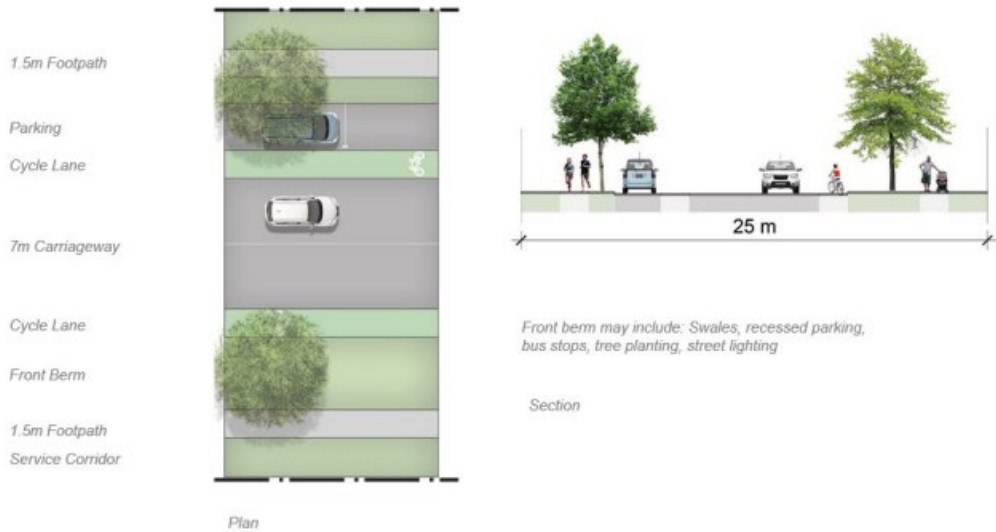 1.5m Footpath
Parking
Cycle Lane
7m Carriageway
Cycle Lane
Front Berm
1.5m Footpath
Service Corridor
Plan
25 m
Front berm may include: Swales, recessed parking,
bus stops, tree planting, street lighting
Section